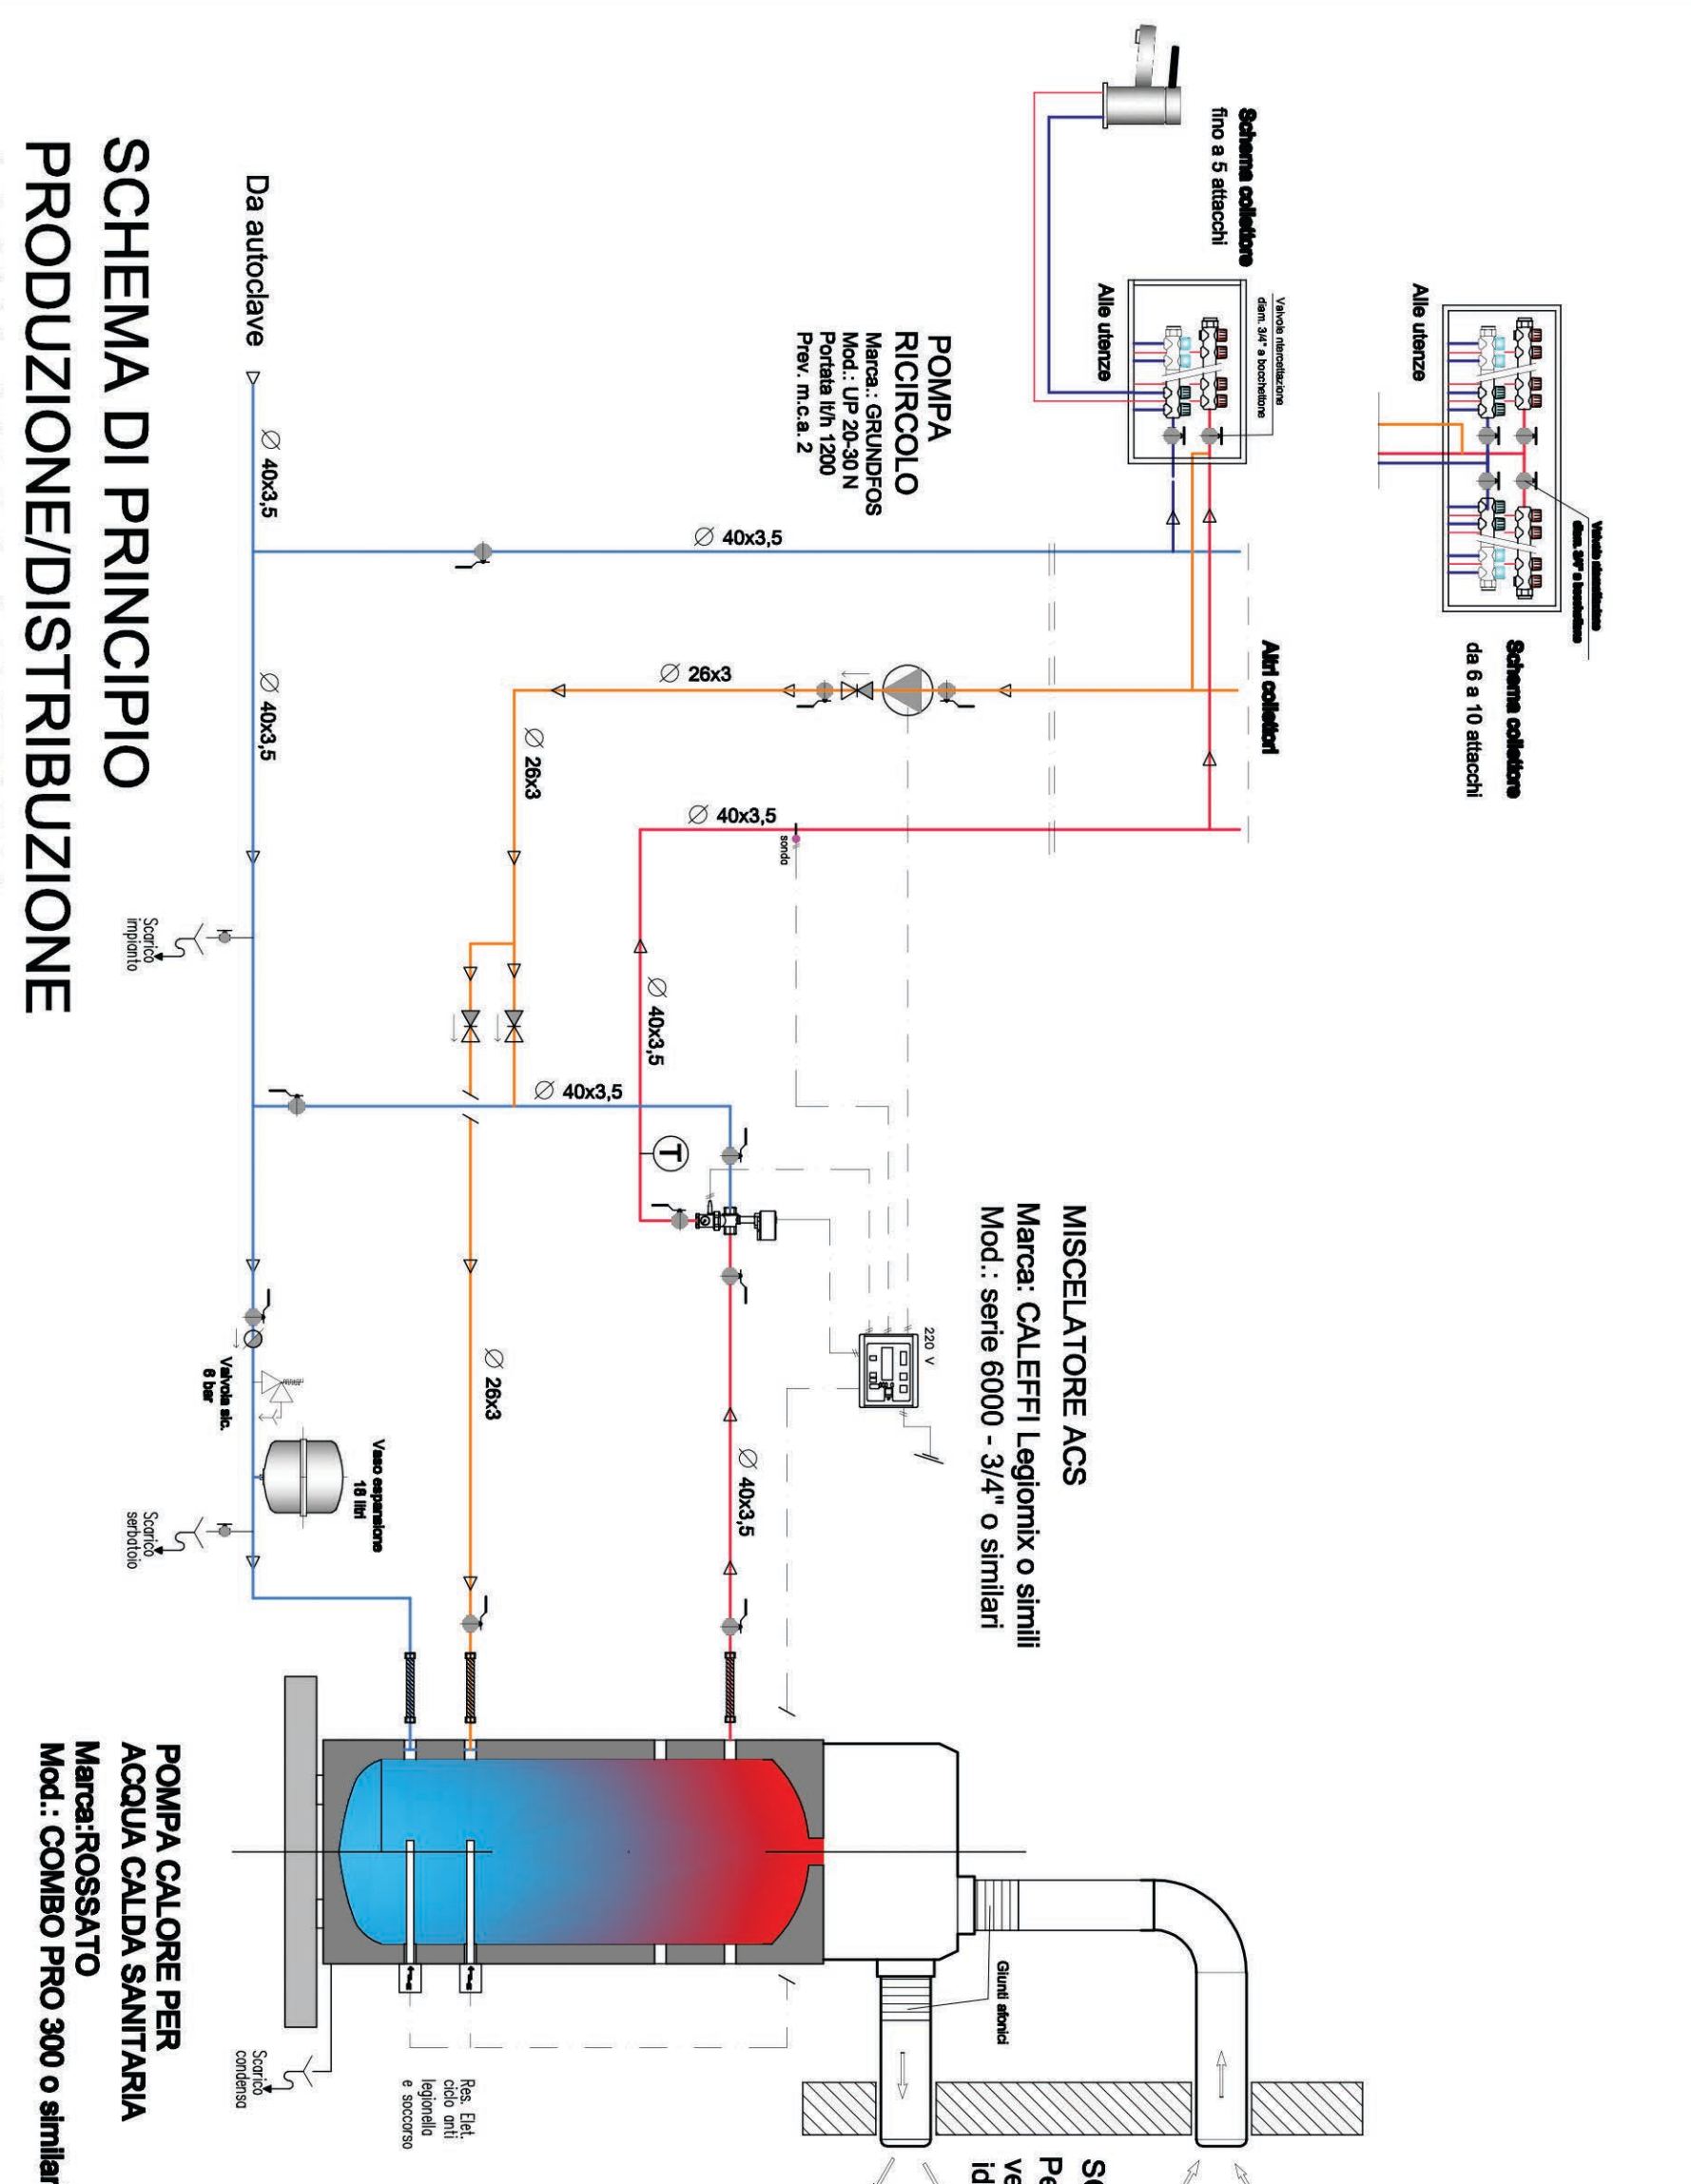 Scheme collettore
da 6 a 10 attacchi
Alle utenze
Scheme collettore
fino a 5 attacchi
Valvole ntercettazione
diam. 3/4" a bocchettone
Alle utenze
Altri collettori
POMPA
RICIRCOLO
Marca.: GRUNDFOS
Mod.: UP 20-30 N
Portata lt/h 1200
Prev. m.c.a. 2
Ø 40x3,5
Ø 26x3
Ø 40x3,5
sonda
Ø 26x3
Ø 40x3,5
Ø 40x3,5
T
MISCELATORE ACS
Marca: CALEFFI Legiomix o simili
Mod.: serie 6000 - 3/4" o similari
220 V
Ø 40x3,5
Ø 26x3
Da autoclave
Ø 40x3,5
Ø 40x3,5
Scarico
impianto
Valvola sic.
6 bar
Vaso espansione
18 litri
Scarico
serbatoio
Giunti afonici
Res. Elet.
ciclo anti
legionella
e soccorso
Scarico
condensa
SCHEMA DI PRINCIPIO
PRODUZIONE/DISTRIBUZIONE
POMPA CALORE PER
ACQUA CALDA SANITARIA
Marca:ROSSATO
Mod.: COMBO PRO 300 o similar